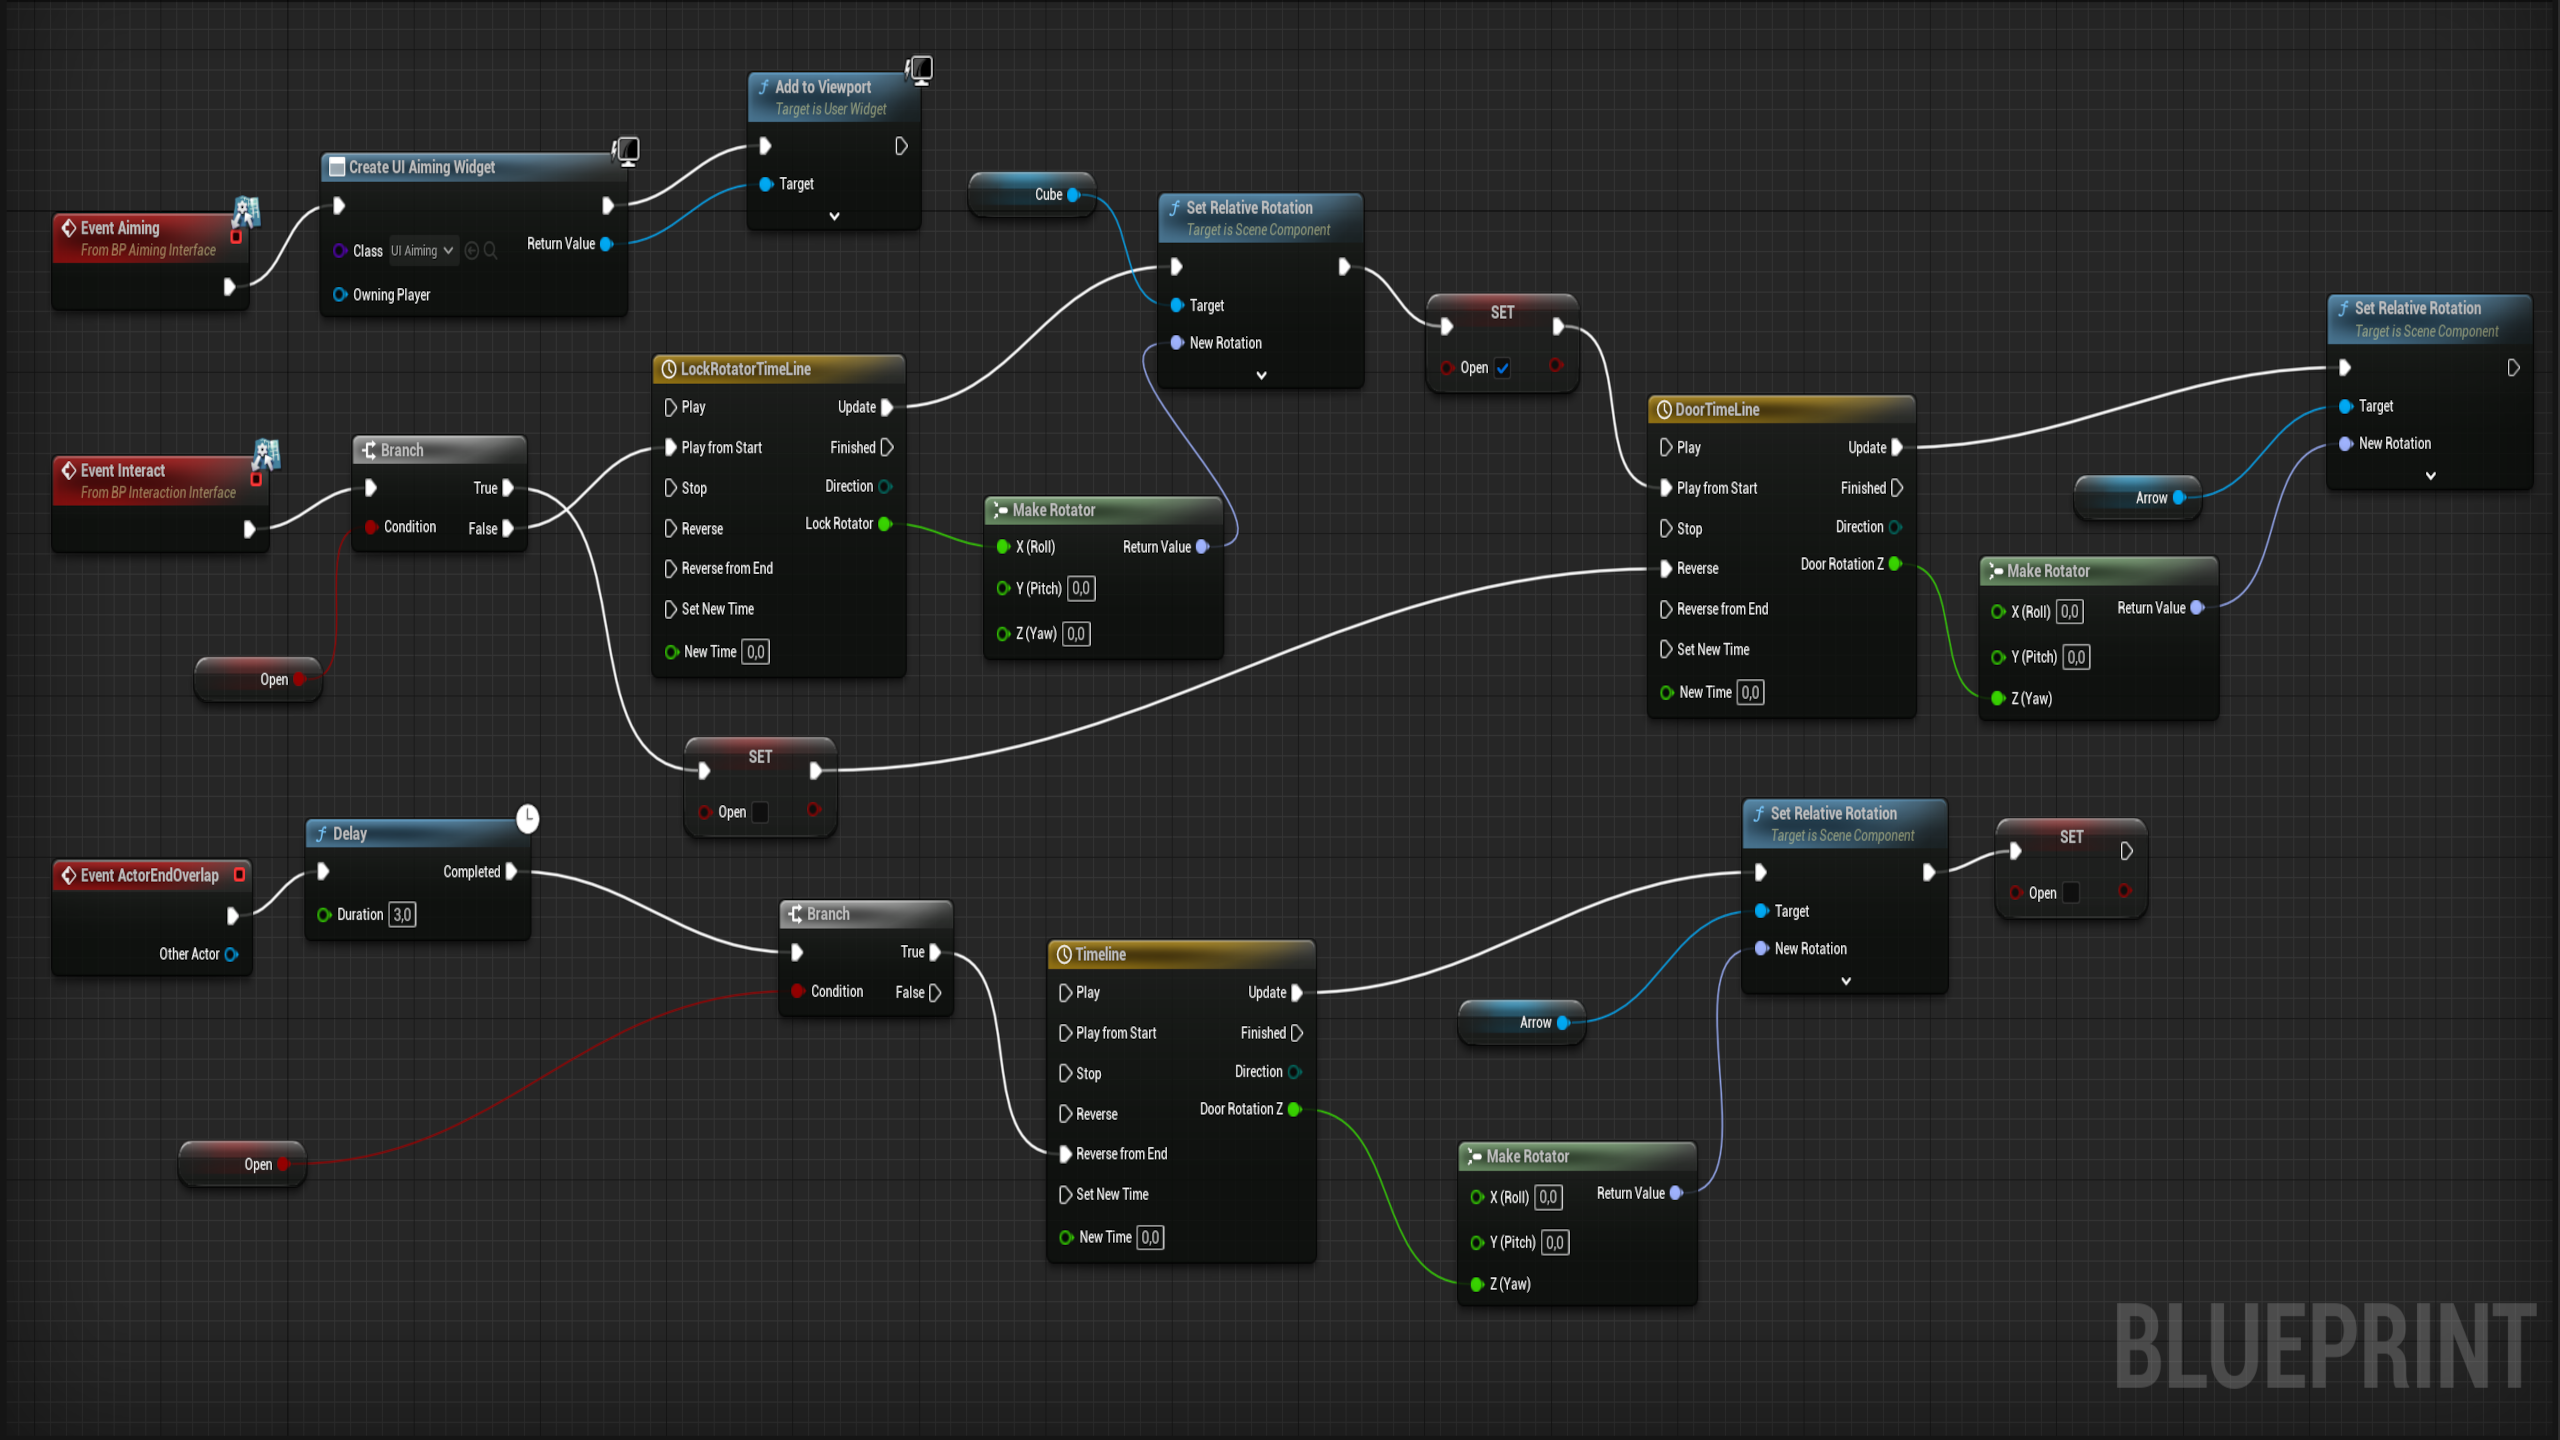 Add to Viewport
Target is User Widget
Target
Create UI Aiming Widget
Class
UI Aiming
Return Value
Owning Player
Event Aiming
From BP Aiming Interface
Cube
Set Relative Rotation
Target is Scene Component
Target
New Rotation
SET
Open
Set Relative Rotation
Target is Scene Component
Target
New Rotation
Arrow
LockRotatorTimeLine
Play
Update
Play from Start
Finished
Stop
Direction
Reverse
Lock Rotator
Reverse from End
Set New Time
New Time 0,0
Event Interact
From BP Interaction Interface
Branch
True
Condition
False
Open
Make Rotator
X (Roll)
Return Value
Y (Pitch) 0,0
Z (Yaw) 0,0
DoorTimeLine
Play
Update
Play from Start
Finished
Stop
Direction
Reverse
Door Rotation Z
Reverse from End
Set New Time
New Time 0,0
Make Rotator
X (Roll) 0,0
Return Value
Y (Pitch) 0,0
Z (Yaw)
SET
Open
Event ActorEndOverlap
Other Actor
Delay
Completed
Duration 3,0
Branch
True
Condition
False
Open
Timeline
Play
Update
Play from Start
Finished
Stop
Direction
Reverse
Door Rotation Z
Reverse from End
Set New Time
New Time 0,0
Arrow
Make Rotator
X (Roll) 0,0
Return Value
Y (Pitch) 0,0
Z (Yaw)
Set Relative Rotation
Target is Scene Component
Target
New Rotation
SET
Open
BLUEPRINT